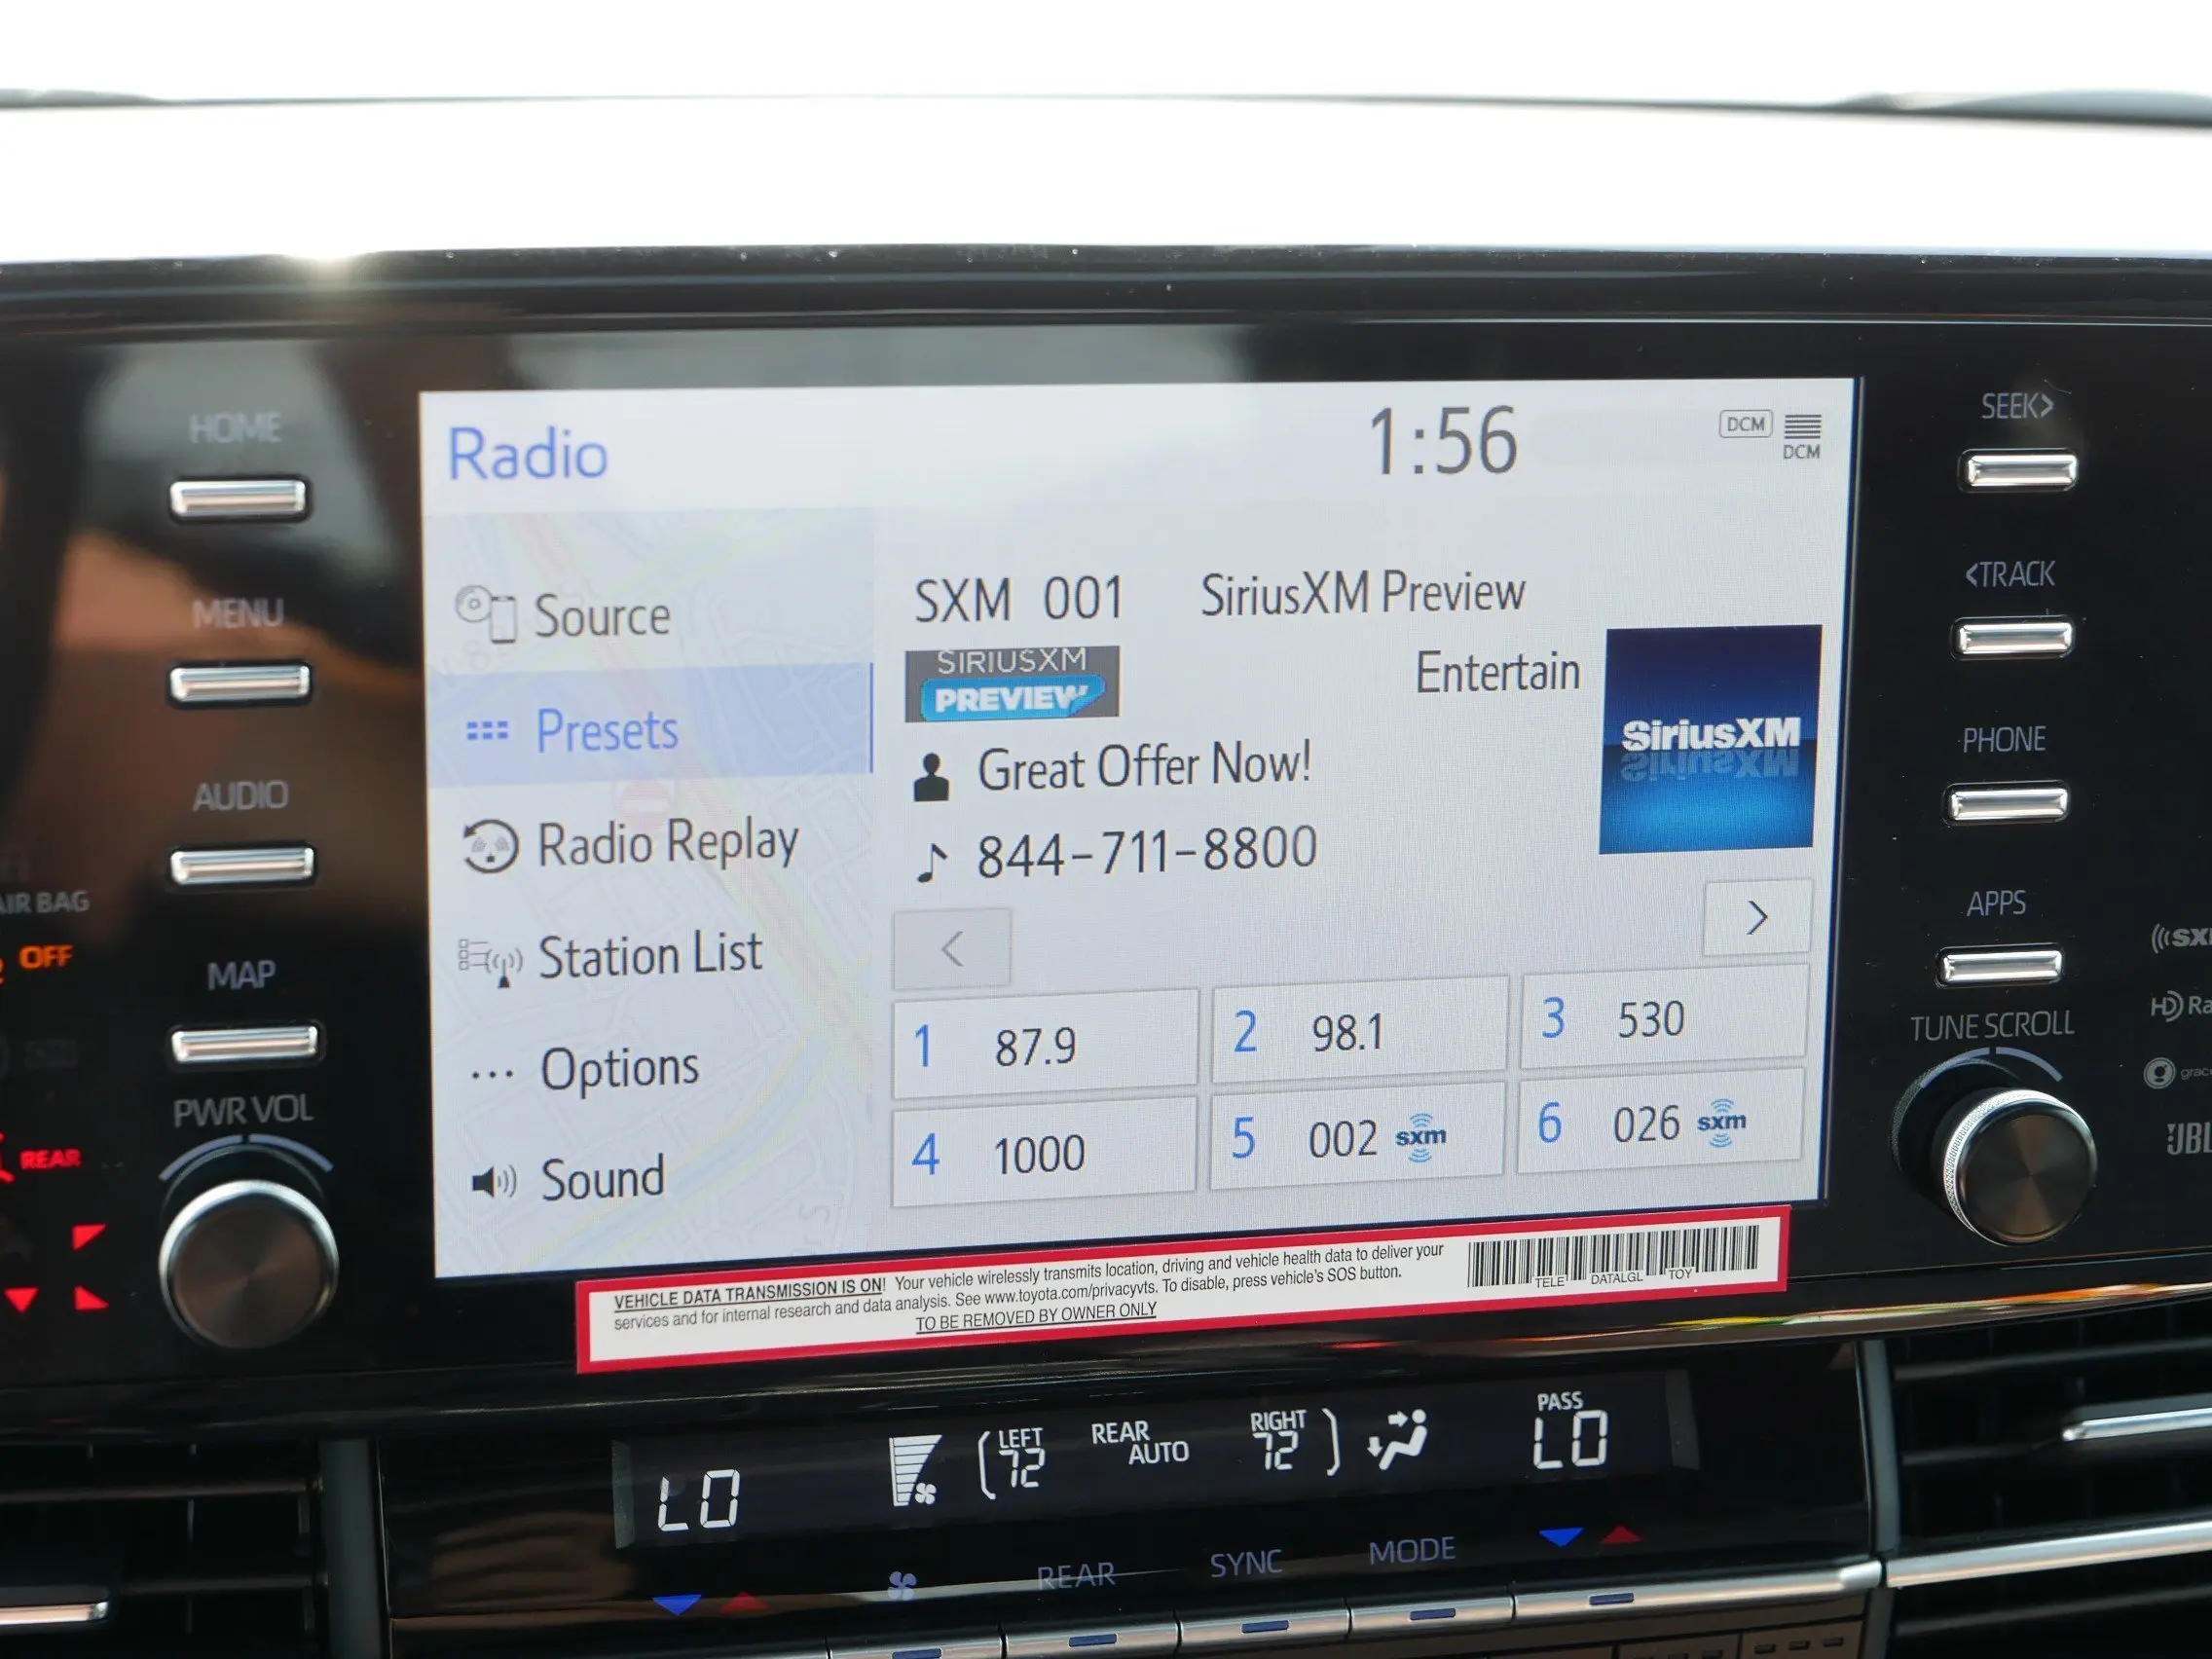 HOME
MENU
AUDIO
MAP
PWR VOL
AIR BAG
OFF
REAR
Radio
1:56
DCM
DCM
Source
Presets
Radio Replay
Station List
Options
Sound
SXM 001 SiriusXM Preview
SIRIUSXM
PREVIEW
Entertain
SiriusXM
Great Offer Now!
844-711-8800
<
>
1 87.9
2 98.1
3 530
4 1000
5 002 sxm
6 026 sxm
SEEK>
<TRACK
PHONE
APPS
TUNE SCROLL
JBL
VEHICLE DATA TRANSMISSION IS ON! Your vehicle wirelessly transmits location, driving and vehicle health data to deliver your
services and for internal research and data analysis. See www.toyota.com/privacyvts. To disable, press vehicle's SOS button.
TO BE REMOVED BY OWNER ONLY
TELE DATALGL TOY
LO
LEFT
72
REAR
AUTO
RIGHT
72
PASS
LO
REAR
SYNC
MODE